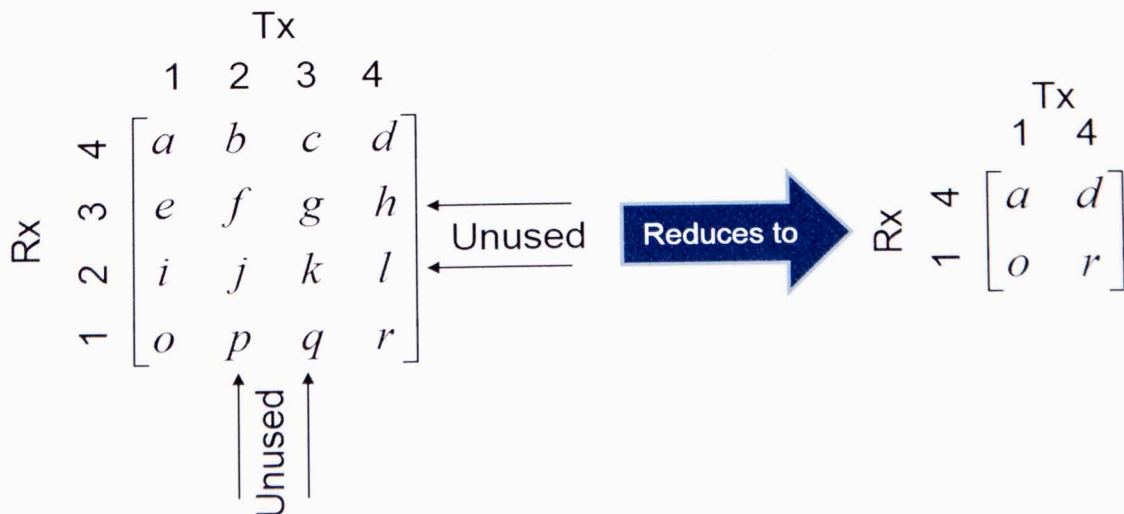 Tx
1 2 3 4
Rx
4 a b c d
3 e f g h
2 i j k l
1 o p q r
Unused
Unused
Reduces to
Tx
1 4
Rx
4 a d
1 o r